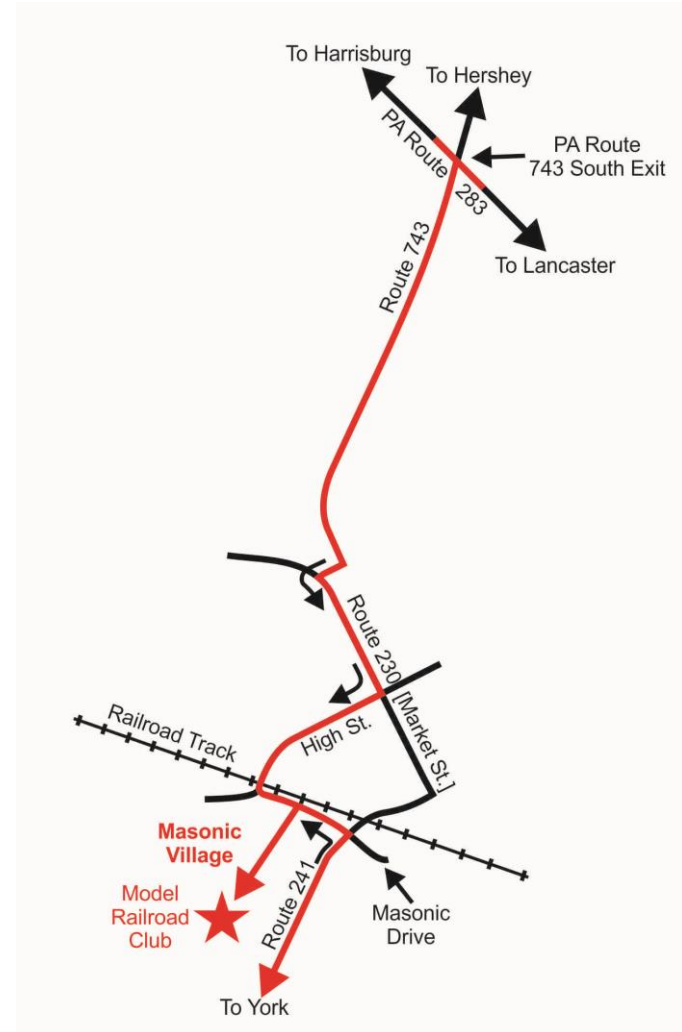 To Harrisburg
To Hershey
PA Route
283
PA Route
743 South Exit
To Lancaster
Route 743
Route 230 [Market St.]
High St.
Railroad Track
Masonic
Village
Model
Railroad
Club
Route 241
Masonic
Drive
To York